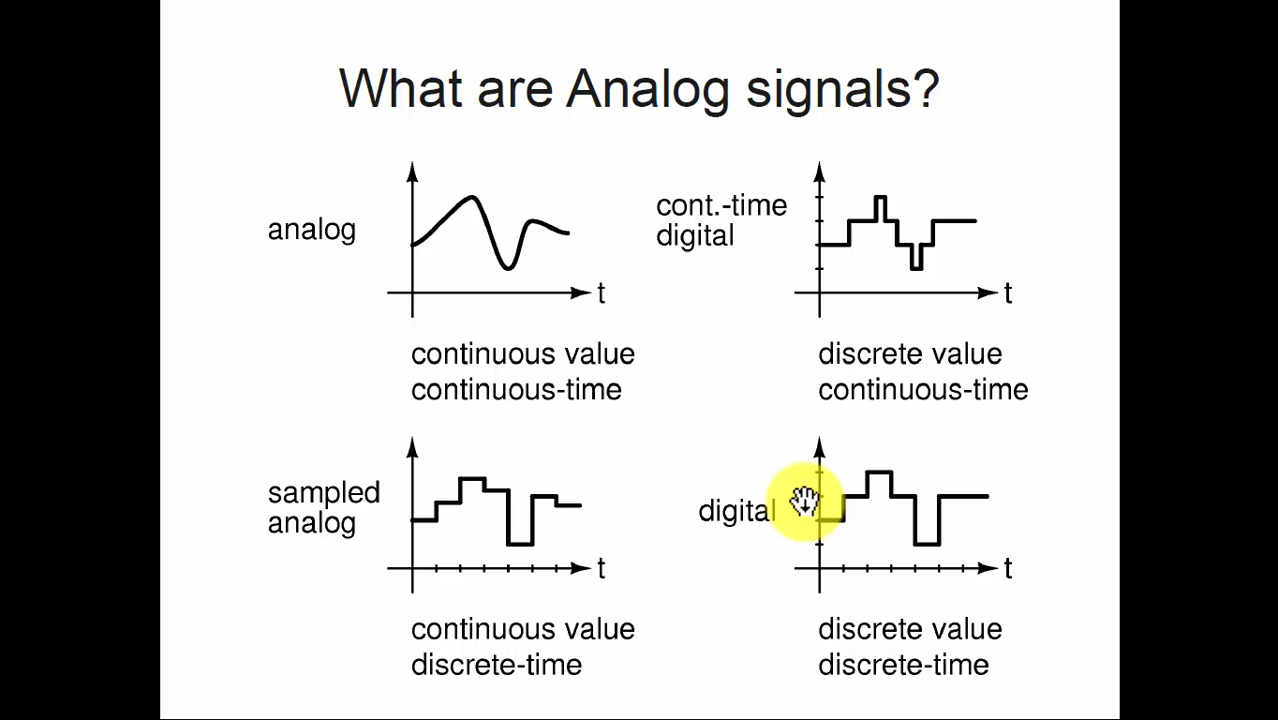 What are Analog signals?
analog
t
continuous value
continuous-time
cont.-time
digital
t
discrete value
continuous-time
sampled
analog
t
continuous value
discrete-time
digital
t
discrete value
discrete-time